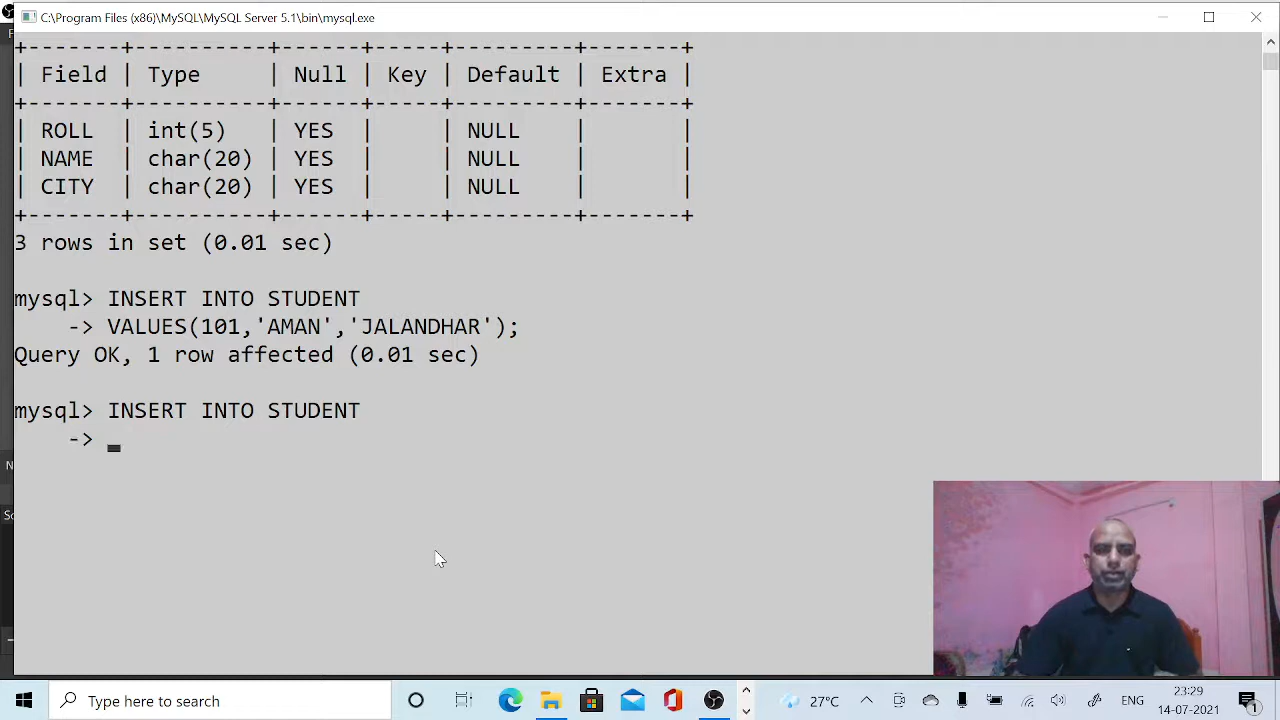 C:\Program Files (x86)\MySQL\MySQL Server 5.1\bin\mysql.exe
+-------+----------+------+-----+---------+-------+
| Field | Type     | Null | Key | Default | Extra |
+-------+----------+------+-----+---------+-------+
| ROLL  | int(5)   | YES  |     | NULL    |       |
| NAME  | char(20) | YES  |     | NULL    |       |
| CITY  | char(20) | YES  |     | NULL    |       |
+-------+----------+------+-----+---------+-------+
3 rows in set (0.01 sec)
mysql> INSERT INTO STUDENT
    -> VALUES(101,'AMAN','JALANDHAR');
Query OK, 1 row affected (0.01 sec)
mysql> INSERT INTO STUDENT
    -> _
Type here to search
27°C
ENG
23:29
14-07-2021
1